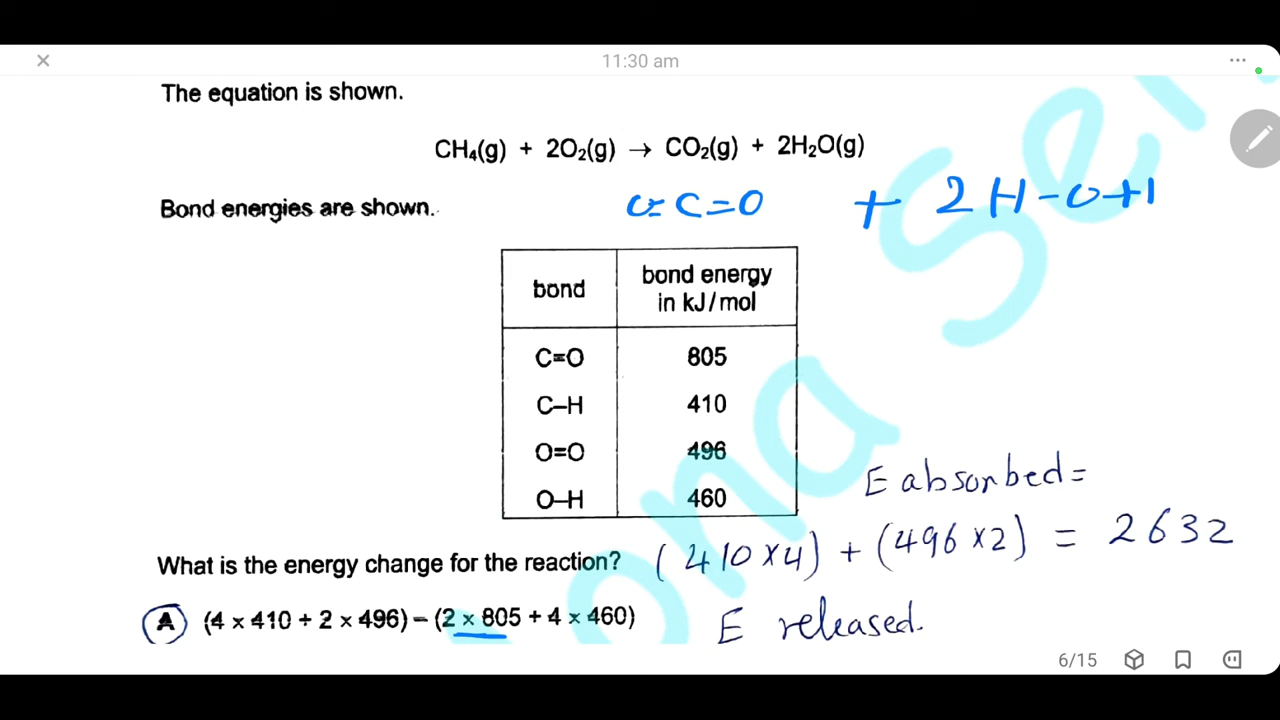 11:30 am
The equation is shown.
CH₄(g) + 2O₂(g) → CO₂(g) + 2H₂O(g)
O=C=O + 2H-O-H
Bond energies are shown.
bond bond energy in kJ/mol
C=O 805
C–H 410
O=O 496
O–H 460
E absorbed =
(410×4) + (496×2) = 2632
What is the energy change for the reaction?
A (4 × 410 + 2 × 496) – (2 × 805 + 4 × 460)
E released.
6/15